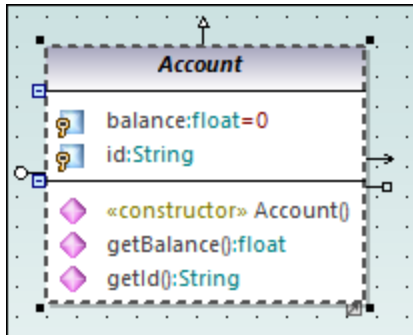 Account
balance:float=0
id:String
«constructor» Account()
getBalance():float
getId():String